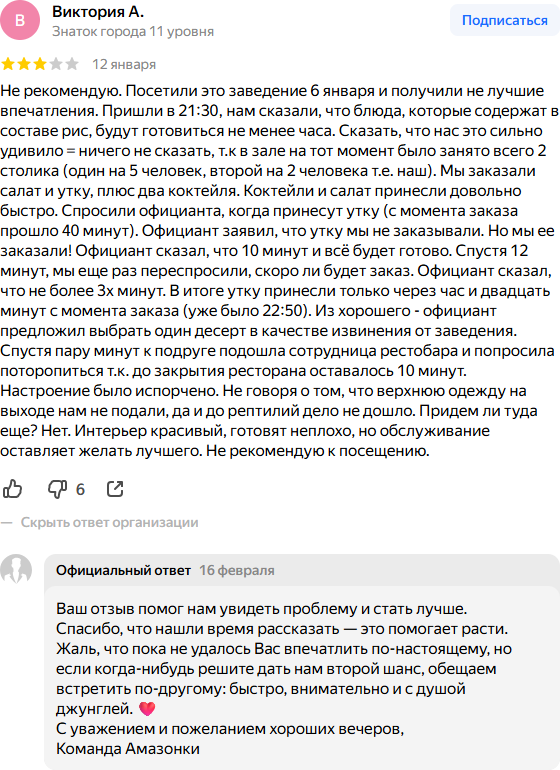 В
Виктория А.
Знаток города 11 уровня
Подписаться
12 января
Не рекомендую. Посетили это заведение 6 января и получили не лучшие
впечатления. Пришли в 21:30, нам сказали, что блюда, которые содержат в
составе рис, будут готовиться не менее часа. Сказать, что нас это сильно
удивило = ничего не сказать, т.к в зале на тот момент было занято всего 2
столика (один на 5 человек, второй на 2 человека т.е. наш). Мы заказали
салат и утку, плюс два коктейля. Коктейли и салат принесли довольно
быстро. Спросили официанта, когда принесут утку (с момента заказа
прошло 40 минут). Официант заявил, что утку мы не заказывали. Но мы ее
заказали! Официант сказал, что 10 минут и всё будет готово. Спустя 12
минут, мы еще раз переспросили, скоро ли будет заказ. Официант сказал,
что не более 3х минут. В итоге утку принесли только через час и двадцать
минут с момента заказа (уже было 22:50). Из хорошего - официант
предложил выбрать один десерт в качестве извинения от заведения.
Спустя пару минут к подруге подошла сотрудница рестобара и попросила
поторопиться т.к. до закрытия ресторана оставалось 10 минут.
Настроение было испорчено. Не говоря о том, что верхнюю одежду на
выходе нам не подали, да и до рептилий дело не дошло. Придем ли туда
еще? Нет. Интерьер красивый, готовят неплохо, но обслуживание
оставляет желать лучшего. Не рекомендую к посещению.
6
— Скрыть ответ организации
Официальный ответ 16 февраля
Ваш отзыв помог нам увидеть проблему и стать лучше.
Спасибо, что нашли время рассказать — это помогает расти.
Жаль, что пока не удалось Вас впечатлить по-настоящему, но
если когда-нибудь решите дать нам второй шанс, обещаем
встретить по-другому: быстро, внимательно и с душой
джунглей. ❤️
С уважением и пожеланием хороших вечеров,
Команда Амазонки